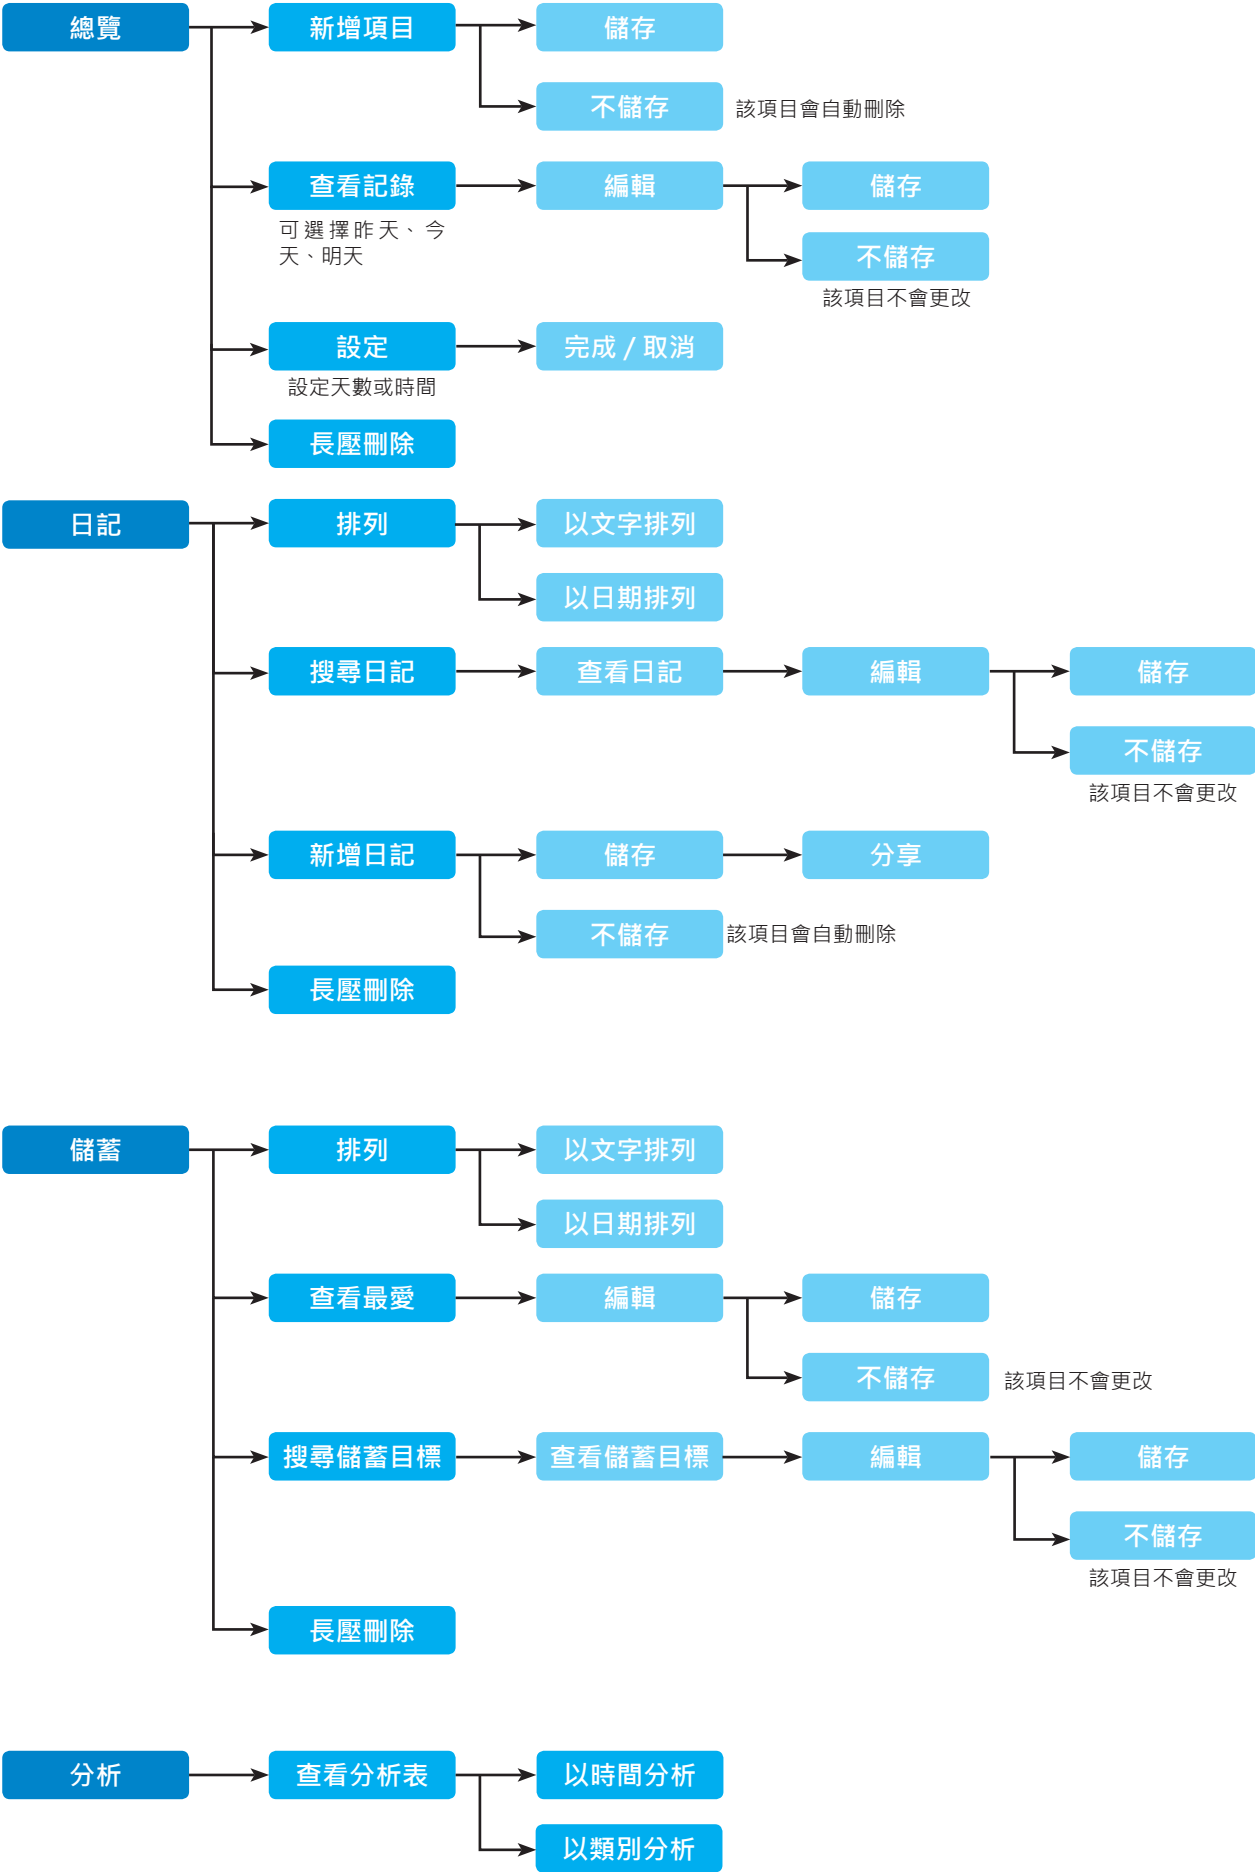 總覽
新增項目
儲存
不儲存
該項目會自動刪除
查看記錄
編輯
儲存
可選擇昨天、今
天、明天
不儲存
該項目不會更改
設定
完成 / 取消
設定天數或時間
長壓刪除
日記
排列
以文字排列
以日期排列
搜尋日記
查看日記
編輯
儲存
不儲存
該項目不會更改
新增日記
儲存
分享
不儲存
該項目會自動刪除
長壓刪除
儲蓄
排列
以文字排列
以日期排列
查看最愛
編輯
儲存
不儲存
該項目不會更改
搜尋儲蓄目標
查看儲蓄目標
編輯
儲存
不儲存
該項目不會更改
長壓刪除
分析
查看分析表
以時間分析
以類別分析